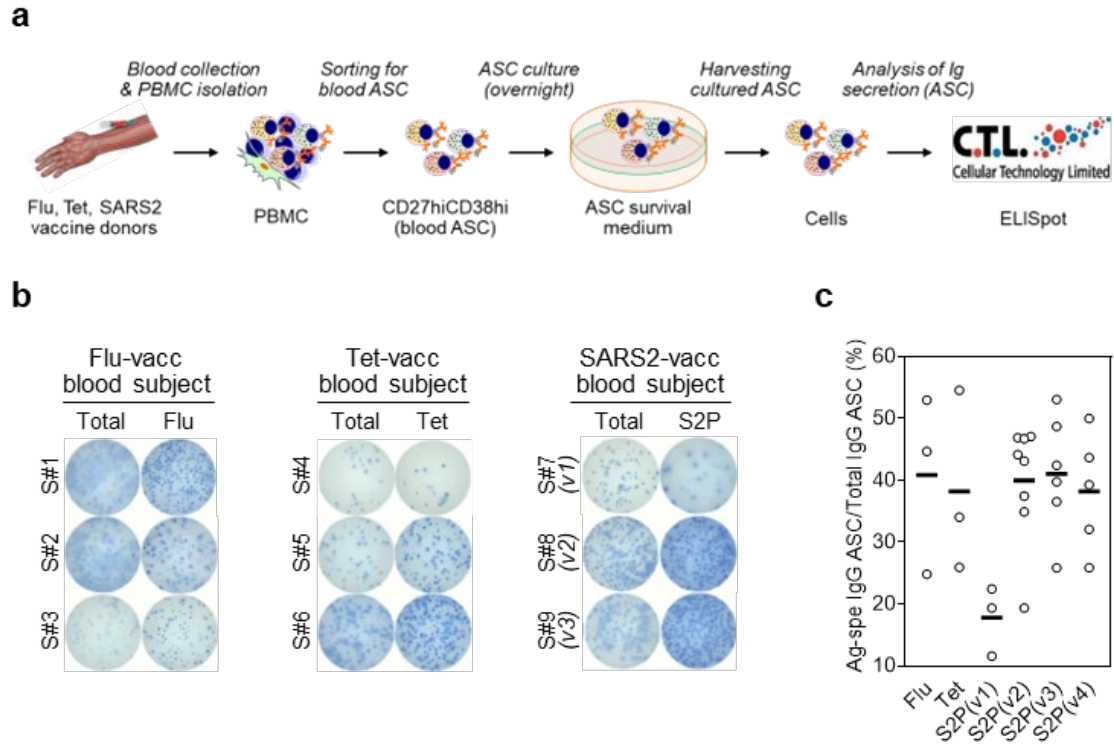 a
Blood collection
& PBMC isolation
Sorting for
blood ASC
ASC culture
(overnight)
Harvesting
cultured ASC
Analysis of Ig
secretion (ASC)
Flu, Tet, SARS2
vaccine donors
PBMC
CD27hiCD38hi
(blood ASC)
ASC survival
medium
Cells
C.T.L.
Cellular Technology Limited
ELISpot
b
Flu-vacc
blood subject
Total Flu
S#1
S#2
S#3
Tet-vacc
blood subject
Total Tet
S#4
S#5
S#6
SARS2-vacc
blood subject
Total S2P
S#7
(v1)
S#8
(v2)
S#9
(v3)
c
Ag-spe IgG ASC/Total IgG ASC (%)
60
50
40
30
20
10
Flu
Tet
S2P(v1)
S2P(v2)
S2P(v3)
S2P(v4)